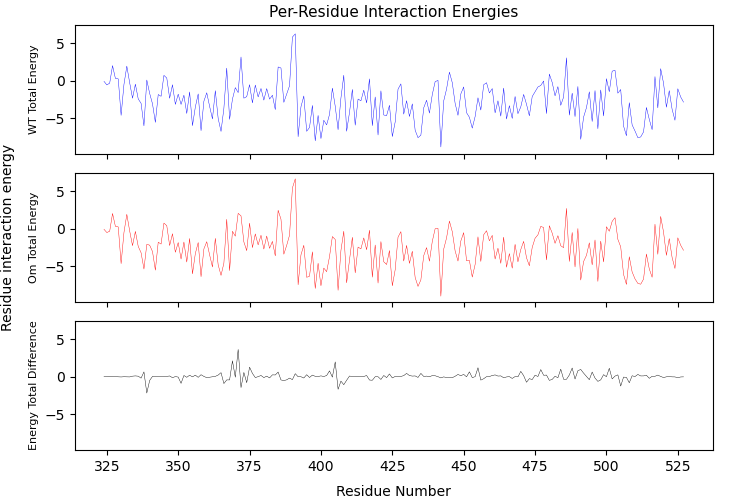 Per-Residue Interaction Energies
Residue interaction energy
WT Total Energy
5
0
−5
Om Total Energy
5
0
−5
Energy Total Difference
5
0
−5
325 350 375 400 425 450 475 500 525
Residue Number